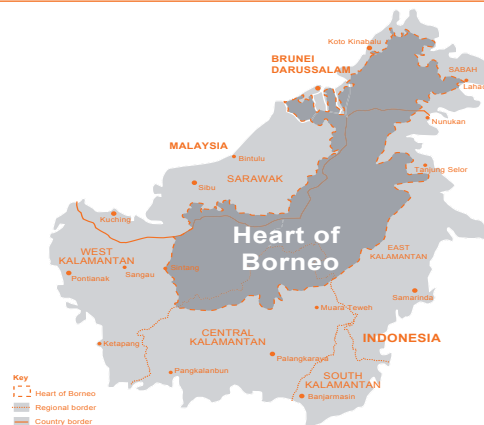 Koto Kinabalu
BRUNEI
DARUSSALAM
SABAH
Lahad
Nunukan
MALAYSIA
Bintulu
Tanjung Selor
SARAWAK
Sibu
Kuching
Heart of
Borneo
WEST
KALAMANTAN
EAST
KALAMANTAN
Sintang
Sangau
Pontianak
Samarinda
Muara Teweh
CENTRAL
KALAMANTAN
INDONESIA
Ketapang
Palangkaraya
Pangkalanbun
SOUTH
KALAMANTAN
Banjarmasin
Key
Heart of Borneo
Regional border
Country border